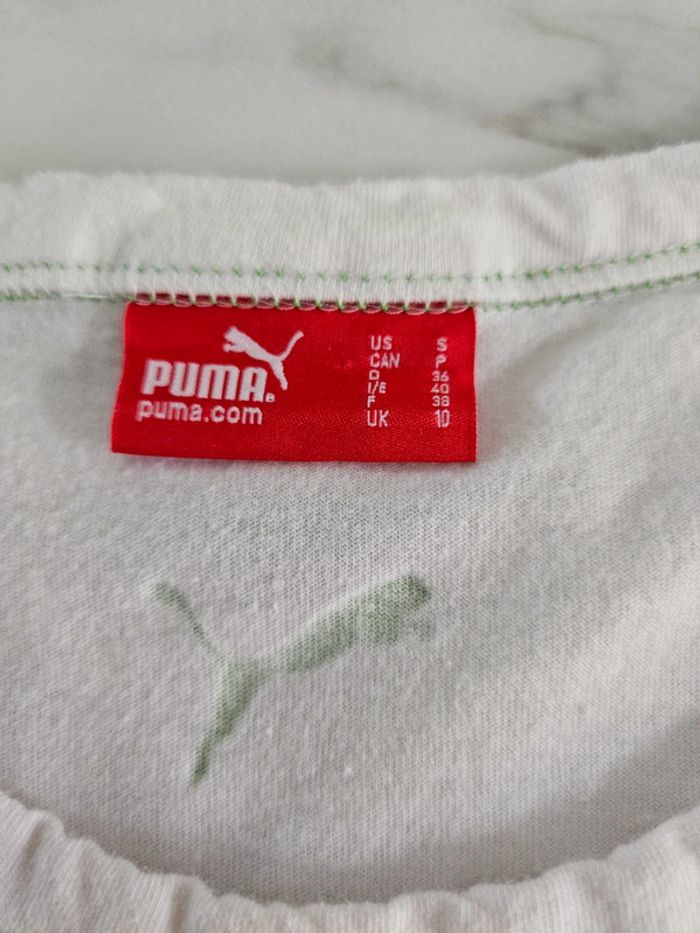 PUMA®
puma.com
US S
CAN P
D 36
I/E 40
F 38
UK 10